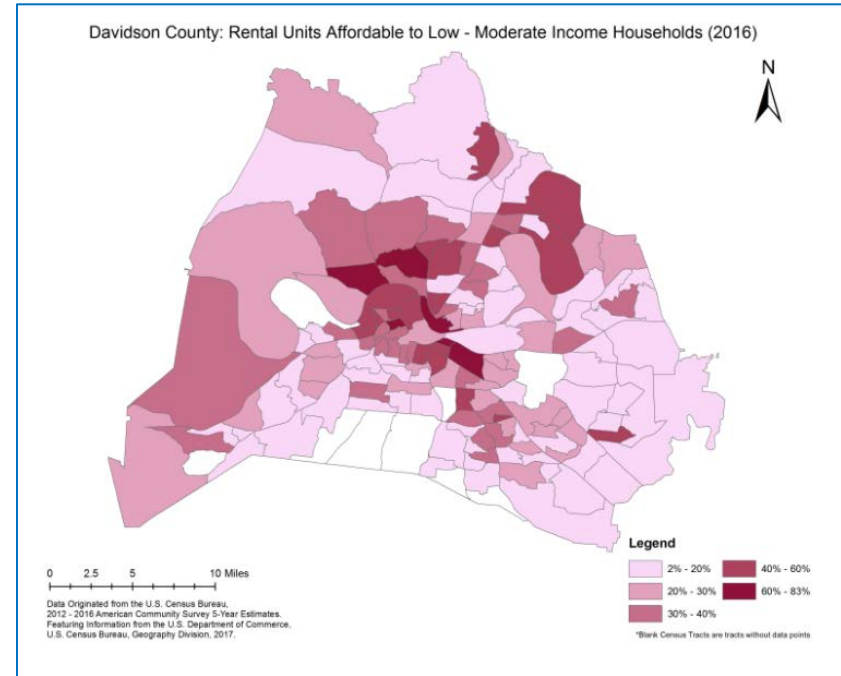 Davidson County: Rental Units Affordable to Low - Moderate Income Households (2016)
N
Legend
2% - 20%
40% - 60%
20% - 30%
60% - 83%
30% - 40%
*Blank Census Tracts are tracts without data points
0 2.5 5 10 Miles
Data Originated from the U.S. Census Bureau,
2012 - 2016 American Community Survey 5-Year Estimates.
Featuring Information from the U.S. Department of Commerce,
U.S. Census Bureau, Geography Division, 2017.